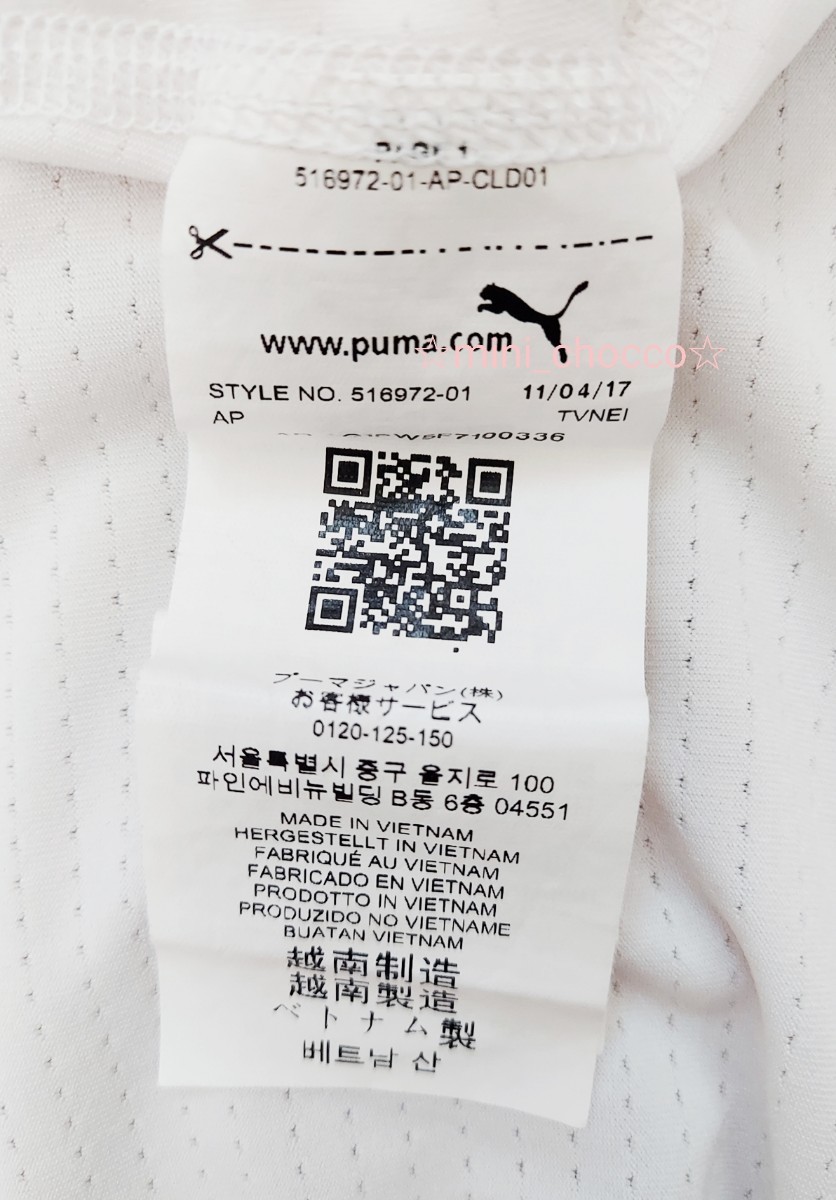 516972-01-AP-CLD01
www.puma.com
☆mini_chocco☆
STYLE NO. 516972-01 11/04/17
AP TVNEI
プーマジャパン(株)
お客様サービス
0120-125-150
서울특별시 중구 을지로 100
파인에비뉴빌딩 B동 6층 04551
MADE IN VIETNAM
HERGESTELLT IN VIETNAM
FABRIQUÉ AU VIETNAM
FABRICADO EN VIETNAM
PRODOTTO IN VIETNAM
PRODUZIDO NO VIETNAME
BUATAN VIETNAM
越南制造
越南製造
ベトナム製
베트남 산